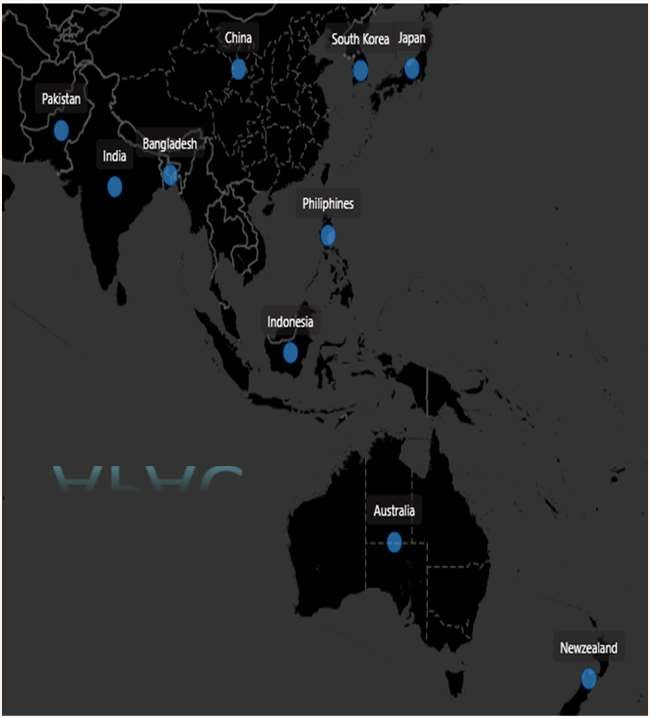 China
South Korea
Japan
Pakistan
Bangladesh
India
Philiphines
Indonesia
Australia
Newzealand